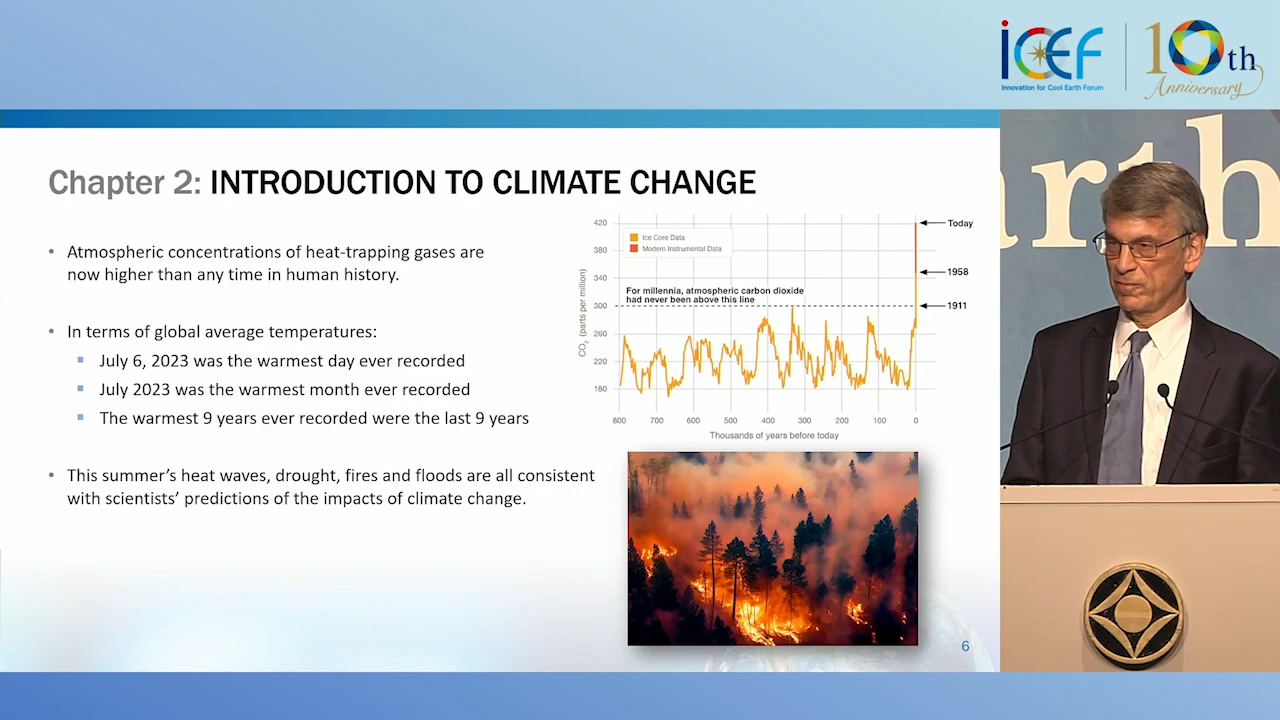 iCEF
Innovation for Cool Earth Forum
10th
Anniversary
arth
Chapter 2: INTRODUCTION TO CLIMATE CHANGE
• Atmospheric concentrations of heat-trapping gases are
now higher than any time in human history.
• In terms of global average temperatures:
▪ July 6, 2023 was the warmest day ever recorded
▪ July 2023 was the warmest month ever recorded
▪ The warmest 9 years ever recorded were the last 9 years
• This summer’s heat waves, drought, fires and floods are all consistent
with scientists’ predictions of the impacts of climate change.
CO₂ (parts per million)
420
380
340
300
260
220
180
Ice Core Data
Modern Instrumental Data
For millennia, atmospheric carbon dioxide
had never been above this line
Today
1958
1911
800 700 600 500 400 300 200 100 0
Thousands of years before today
6